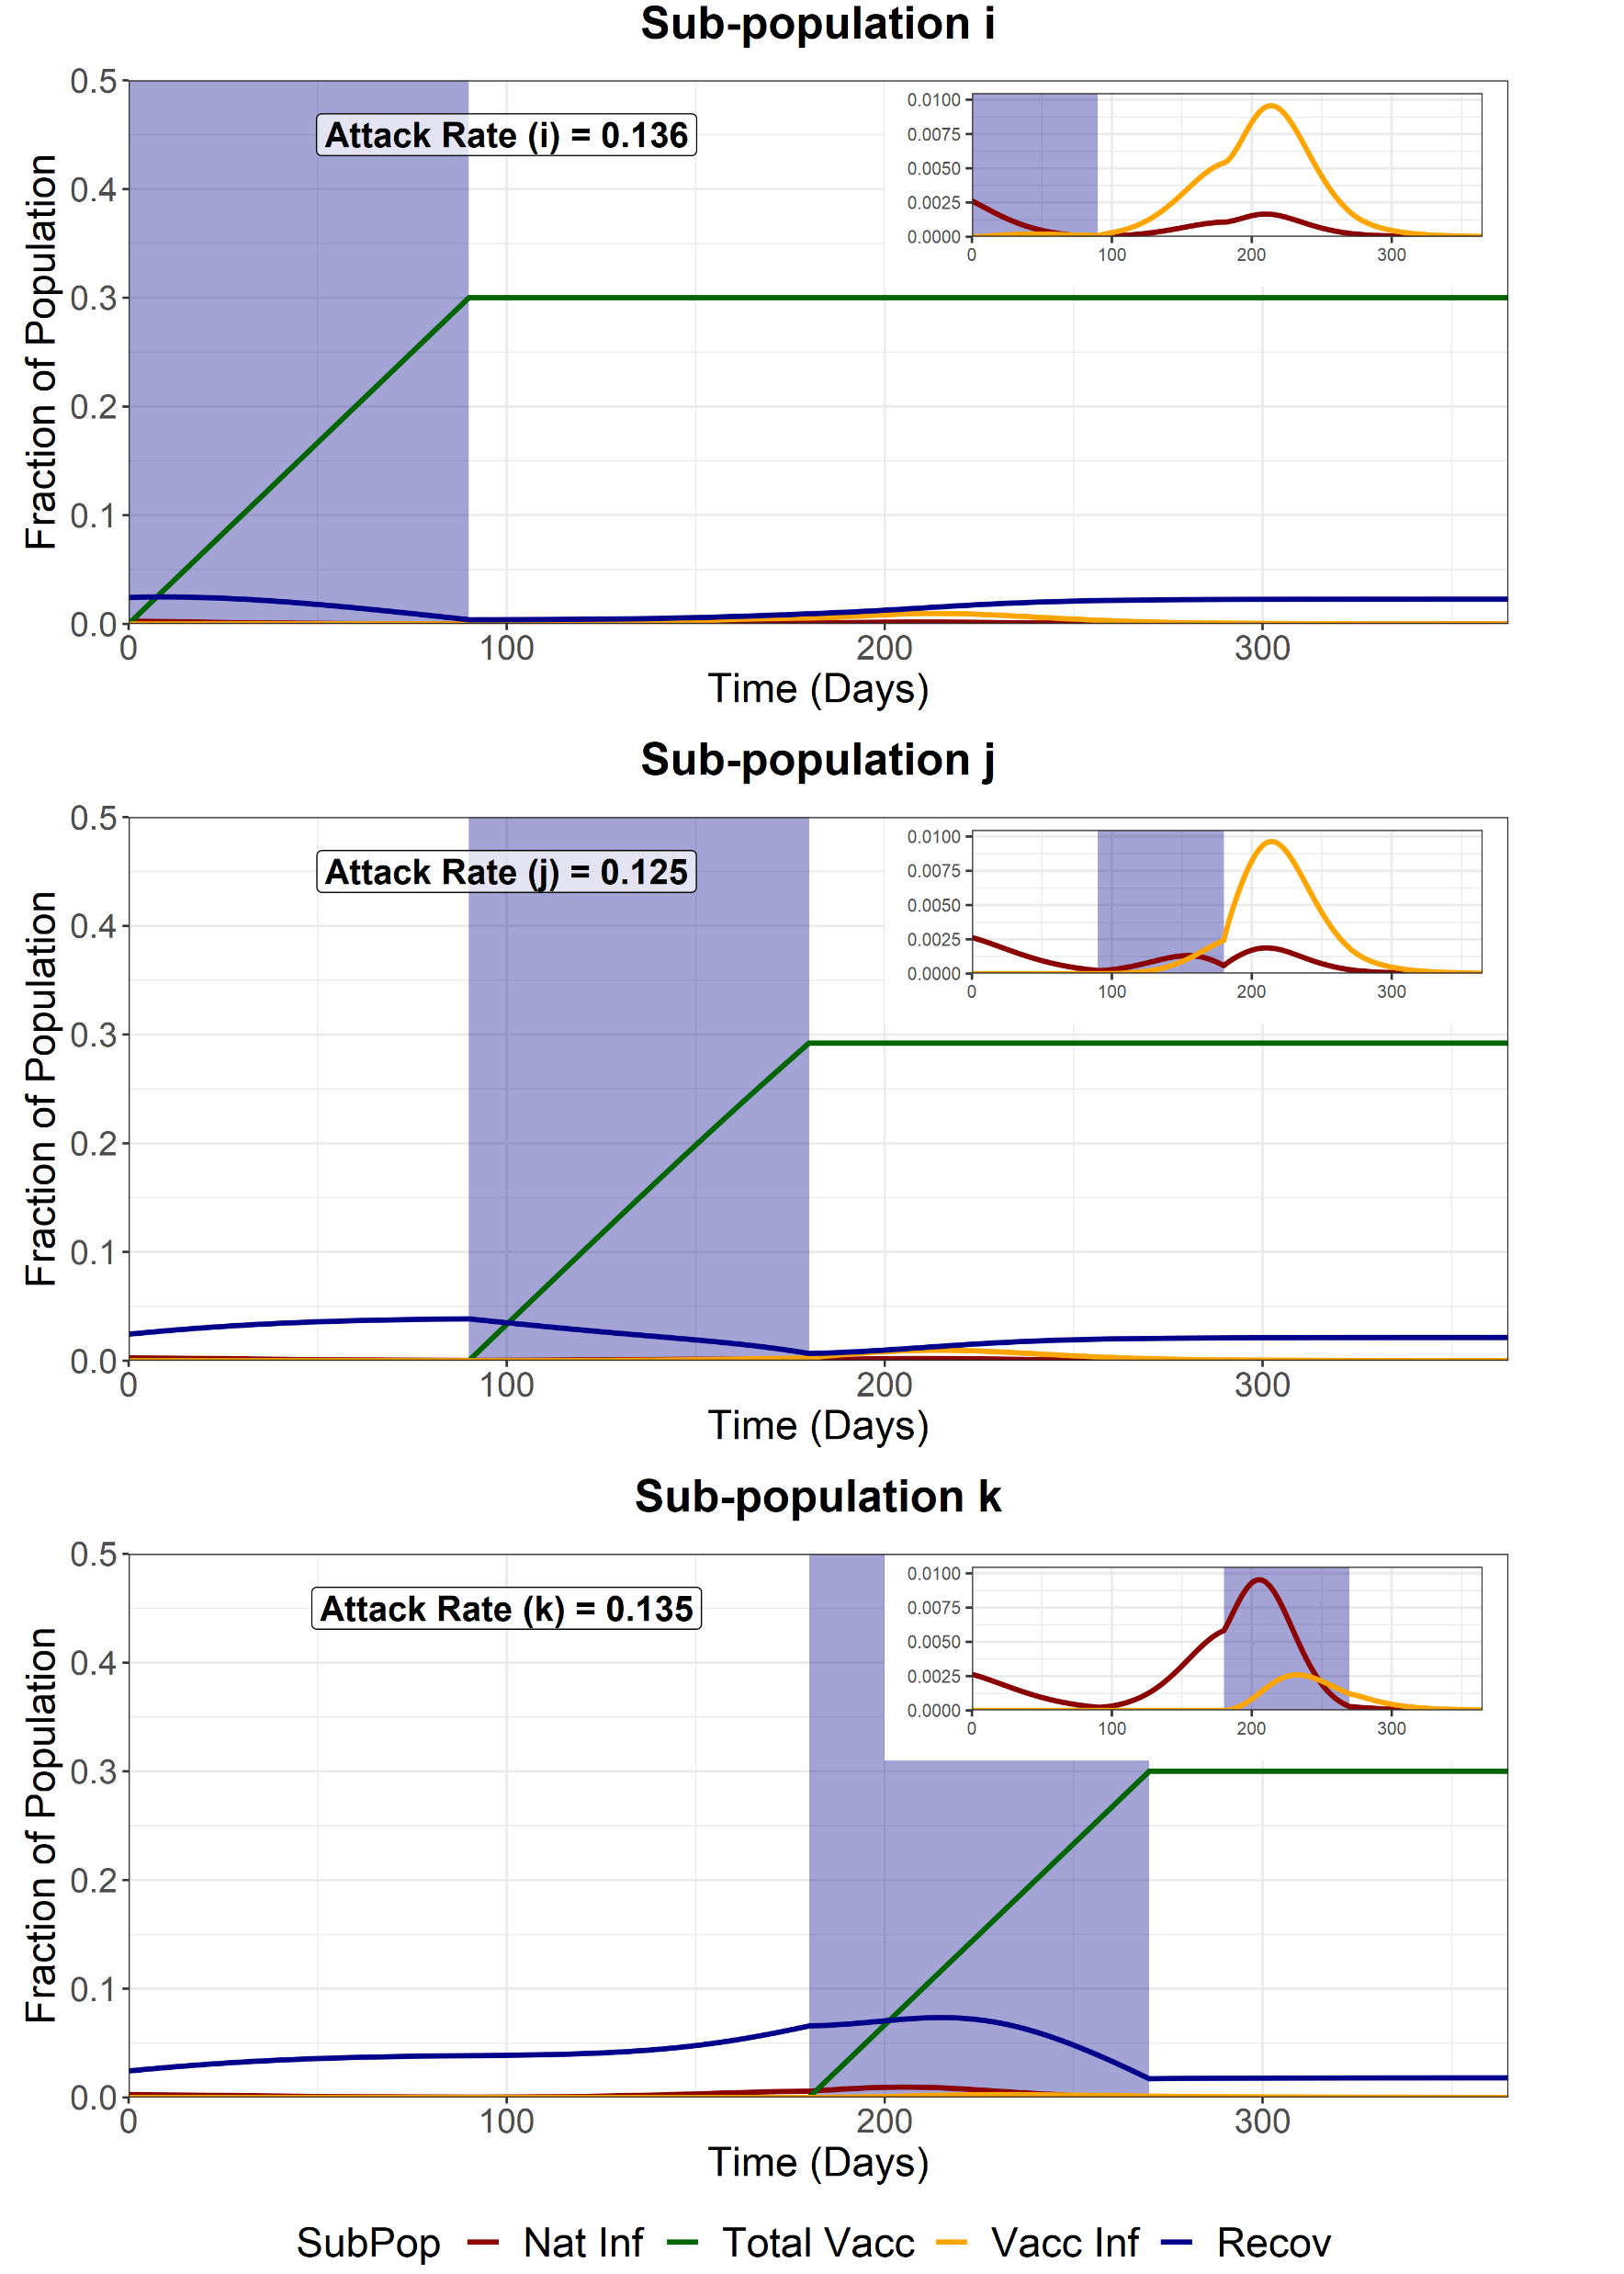 Sub-population i
Fraction of Population
0.5
0.4
0.3
0.2
0.1
0.0
Attack Rate (i) = 0.136
0.0100
0.0075
0.0050
0.0025
0.0000
0 100 200 300
0 100 200 300
Time (Days)
Sub-population j
Fraction of Population
0.5
0.4
0.3
0.2
0.1
0.0
Attack Rate (j) = 0.125
0.0100
0.0075
0.0050
0.0025
0.0000
0 100 200 300
0 100 200 300
Time (Days)
Sub-population k
Fraction of Population
0.5
0.4
0.3
0.2
0.1
0.0
Attack Rate (k) = 0.135
0.0100
0.0075
0.0050
0.0025
0.0000
0 100 200 300
0 100 200 300
Time (Days)
SubPop Nat Inf Total Vacc Vacc Inf Recov